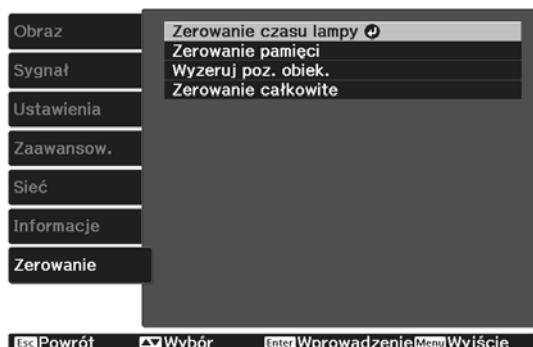 Obraz
Sygnał
Ustawienia
Zaawansow.
Sieć
Informacje
Zerowanie
Zerowanie czasu lampy
Zerowanie pamięci
Wyzeruj poz. obiek.
Zerowanie całkowite
Esc Powrót Wybór Enter Wprowadzenie Menu Wyjście